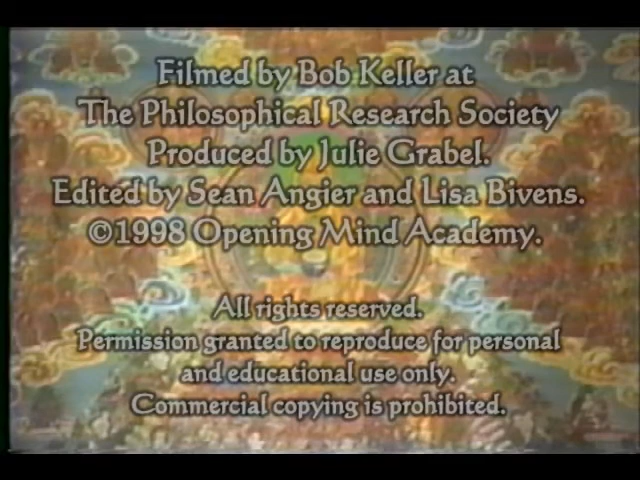 Filmed by Bob Keller at
The Philosophical Research Society
Produced by Julie Grabel.
Edited by Sean Angier and Lisa Bivens.
©1998 Opening Mind Academy.
All rights reserved.
Permission granted to reproduce for personal
and educational use only.
Commercial copying is prohibited.